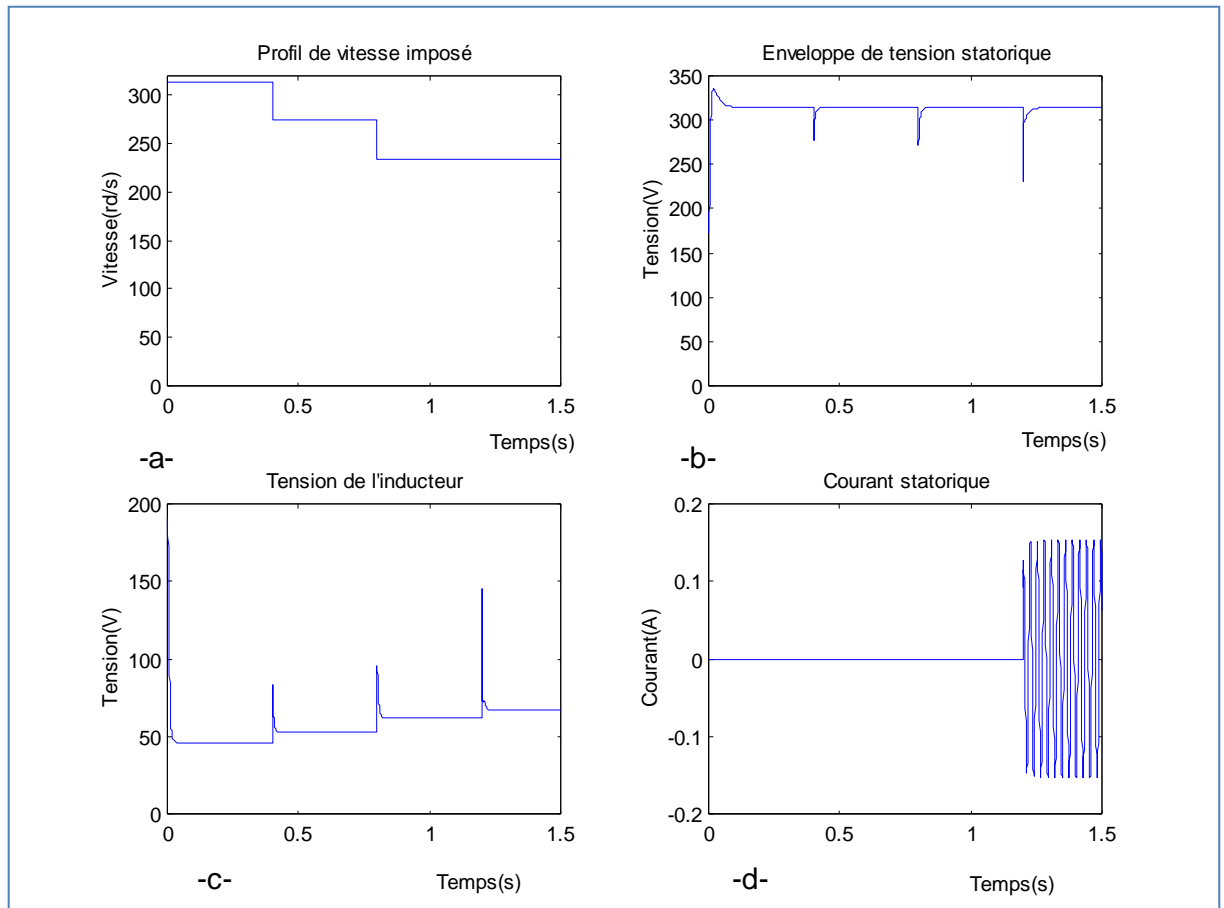 Profil de vitesse imposé
Vitesse(rd/s)
300
250
200
150
100
50
0
0 0.5 1 1.5
Temps(s)
-a-
Enveloppe de tension statorique
Tension(V)
350
300
250
200
150
100
50
0
0 0.5 1 1.5
Temps(s)
-b-
Tension de l'inducteur
Tension(V)
200
150
100
50
0
0 0.5 1 1.5
-c- Temps(s)
Courant statorique
Courant(A)
0.2
0.1
0
-0.1
-0.2
0 0.5 1 1.5
-d- Temps(s)